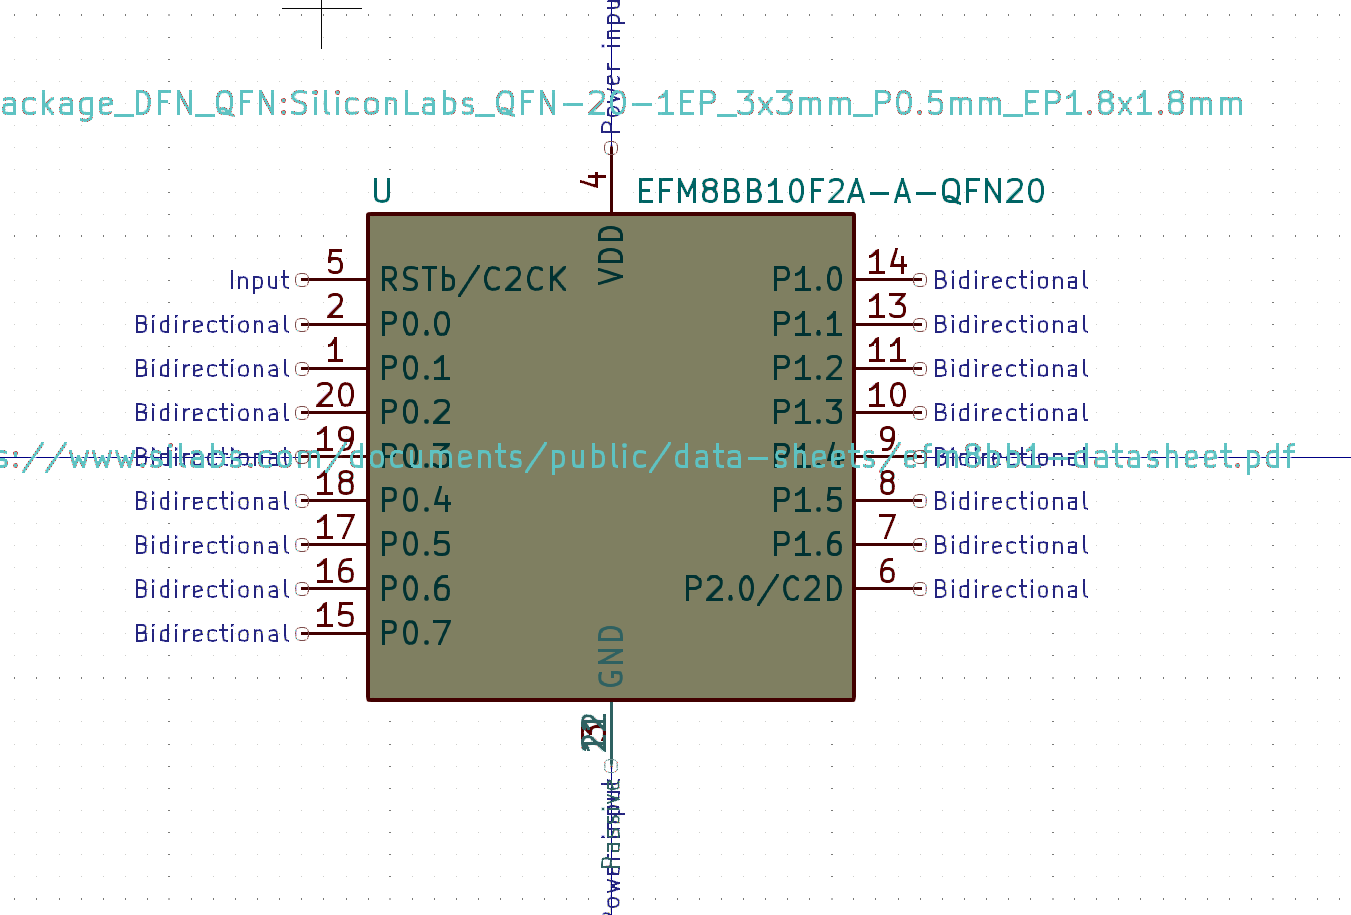 Power input
ackage_DFN_QFN:SiliconLabs_QFN-20-1EP_3x3mm_P0.5mm_EP1.8x1.8mm
4
U EFM8BB10F2A-A-QFN20
VDD
Input 5 RSTb/C2CK P1.0 14 Bidirectional
Bidirectional 2 P0.0 P1.1 13 Bidirectional
Bidirectional 1 P0.1 P1.2 11 Bidirectional
Bidirectional 20 P0.2 P1.3 10 Bidirectional
Bidirectional 19 P0.3 P1.4 9 Bidirectional
s://www.silabs.com/documents/public/data-sheets/efm8bb1-datasheet.pdf
Bidirectional 18 P0.4 P1.5 8 Bidirectional
Bidirectional 17 P0.5 P1.6 7 Bidirectional
Bidirectional 16 P0.6 P2.0/C2D 6 Bidirectional
Bidirectional 15 P0.7
GND
Passive
Power input